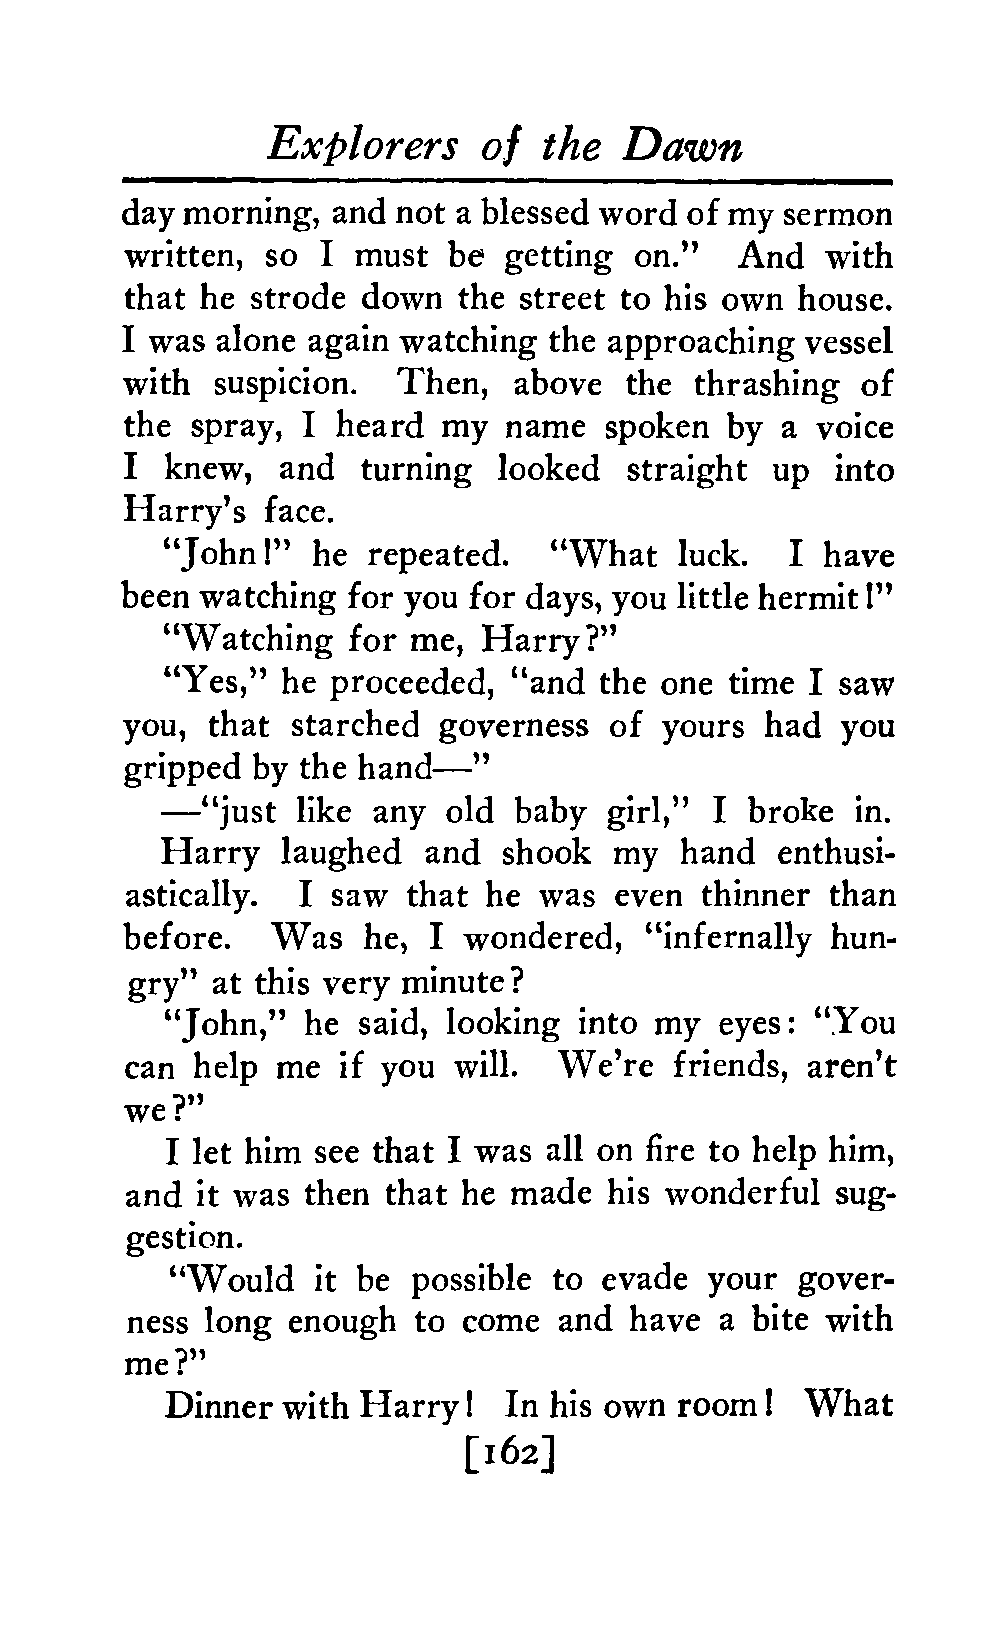 Explorers of the Dawn
day morning, and not a blessed word of my sermon
written, so I must be getting on." And with
that he strode down the street to his own house.
I was alone again watching the approaching vessel
with suspicion. Then, above the thrashing of
the spray, I heard my name spoken by a voice
I knew, and turning looked straight up into
Harry's face.
"John!" he repeated. "What luck. I have
been watching for you for days, you little hermit!"
"Watching for me, Harry?"
"Yes," he proceeded, "and the one time I saw
you, that starched governess of yours had you
gripped by the hand—"
—"just like any old baby girl," I broke in.
Harry laughed and shook my hand enthusi-
astically. I saw that he was even thinner than
before. Was he, I wondered, "infernally hun-
gry" at this very minute?
"John," he said, looking into my eyes: "You
can help me if you will. We're friends, aren't
we?"
I let him see that I was all on fire to help him,
and it was then that he made his wonderful sug-
gestion.
"Would it be possible to evade your gover-
ness long enough to come and have a bite with
me?"
Dinner with Harry! In his own room! What
[162]